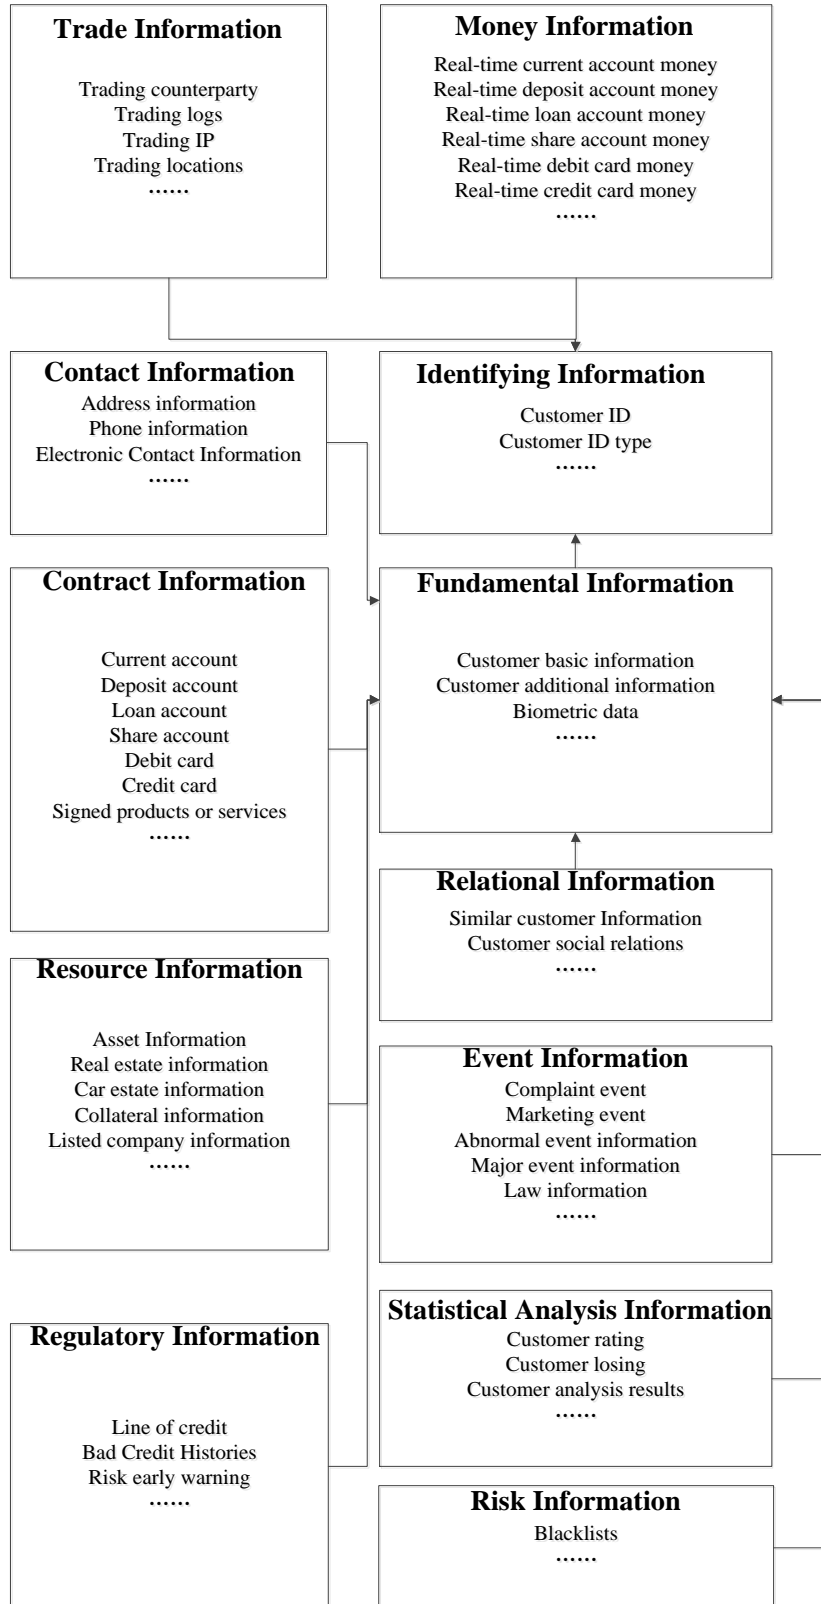 Trade Information
Trading counterparty
Trading logs
Trading IP
Trading locations
......
Money Information
Real-time current account money
Real-time deposit account money
Real-time loan account money
Real-time share account money
Real-time debit card money
Real-time credit card money
......
Contact Information
Address information
Phone information
Electronic Contact Information
......
Identifying Information
Customer ID
Customer ID type
......
Contract Information
Current account
Deposit account
Loan account
Share account
Debit card
Credit card
Signed products or services
......
Fundamental Information
Customer basic information
Customer additional information
Biometric data
......
Relational Information
Similar customer Information
Customer social relations
......
Resource Information
Asset Information
Real estate information
Car estate information
Collateral information
Listed company information
......
Event Information
Complaint event
Marketing event
Abnormal event information
Major event information
Law information
......
Statistical Analysis Information
Customer rating
Customer losing
Customer analysis results
......
Regulatory Information
Line of credit
Bad Credit Histories
Risk early warning
......
Risk Information
Blacklists
......